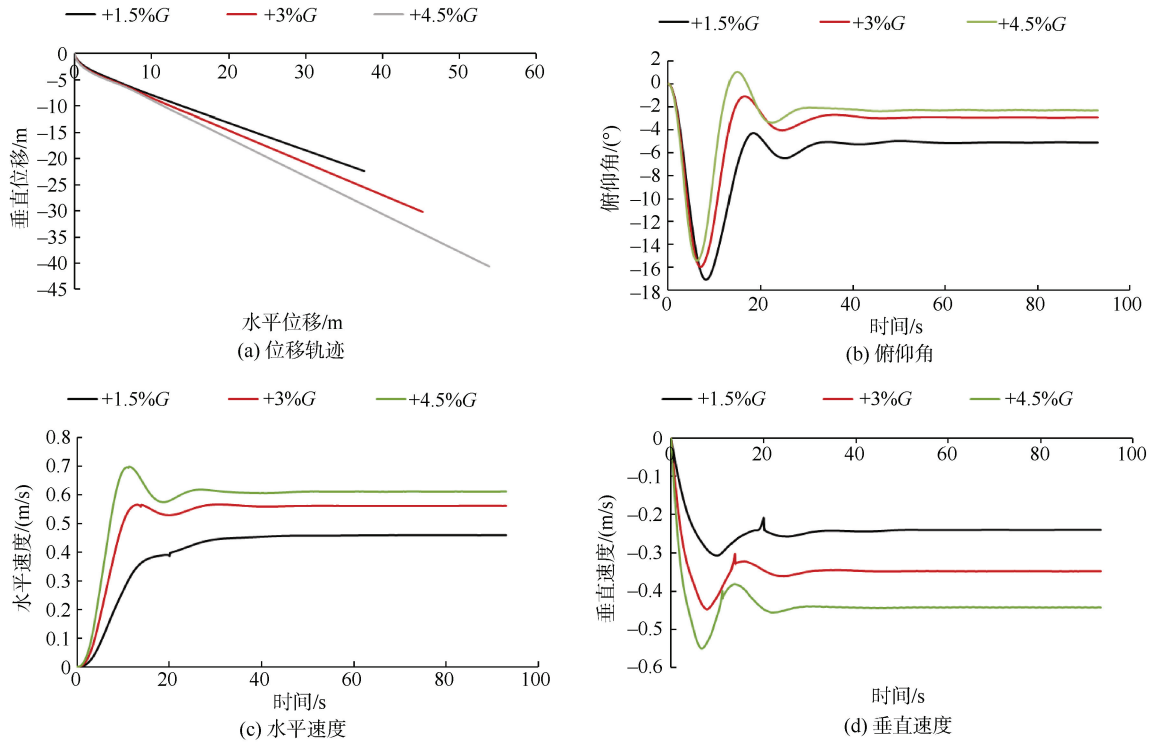 +1.5%G +3%G +4.5%G
0
–5
–10
–15
–20
–25
–30
–35
–40
–45
0 10 20 30 40 50 60
垂直位移/m
水平位移/m
(a) 位移轨迹
+1.5%G +3%G +4.5%G
2
0
–2
–4
–6
–8
–10
–12
–14
–16
–18
0 20 40 60 80 100
俯仰角/(°)
时间/s
(b) 俯仰角
+1.5%G +3%G +4.5%G
0.8
0.7
0.6
0.5
0.4
0.3
0.2
0.1
0
0 20 40 60 80 100
水平速度/(m/s)
时间/s
(c) 水平速度
+1.5%G +3%G +4.5%G
0
–0.1
–0.2
–0.3
–0.4
–0.5
–0.6
0 20 40 60 80 100
垂直速度/(m/s)
时间/s
(d) 垂直速度